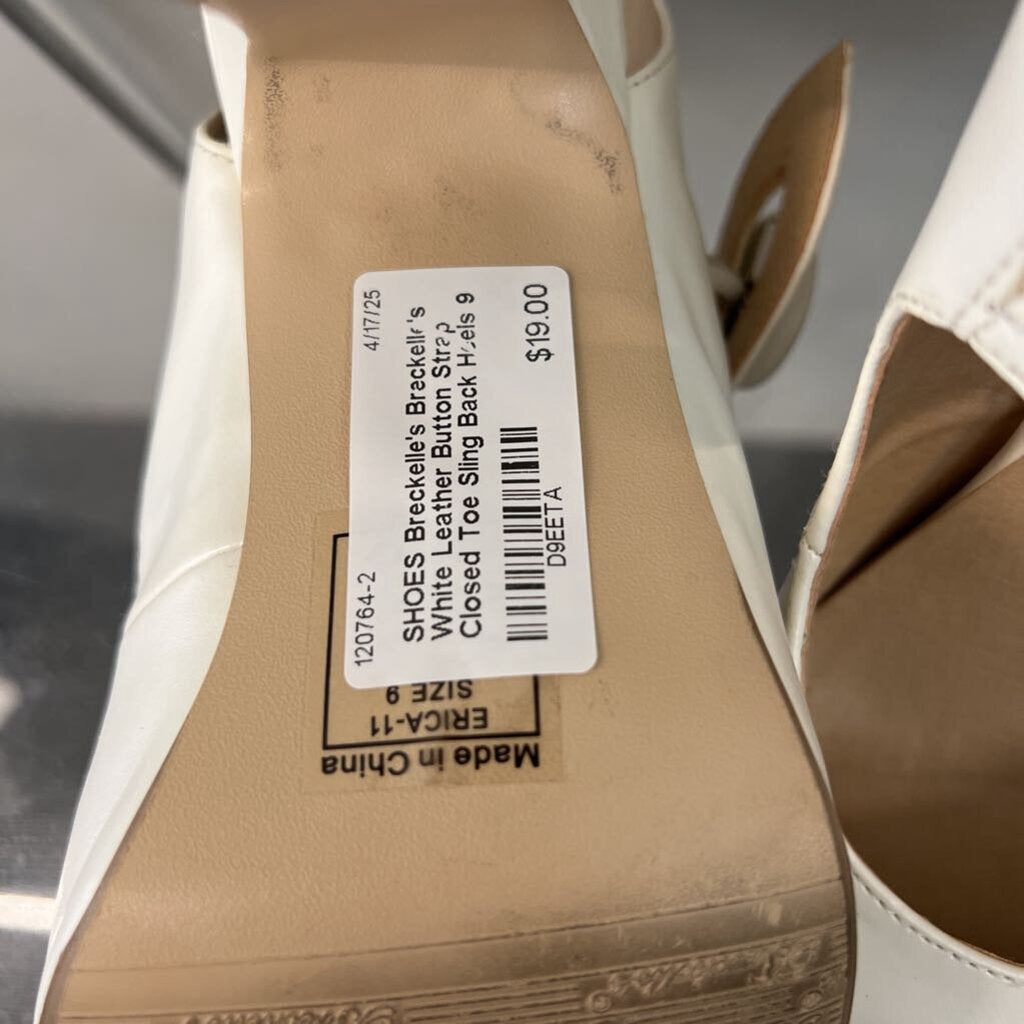 120764-2 4/17/25
SHOES Breckelle's Brackelle's
White Leather Button Strap
Closed Toe Sling Back Heels 9
$19.00
D9EETA
SIZE 9
ERICA-11
Made in China